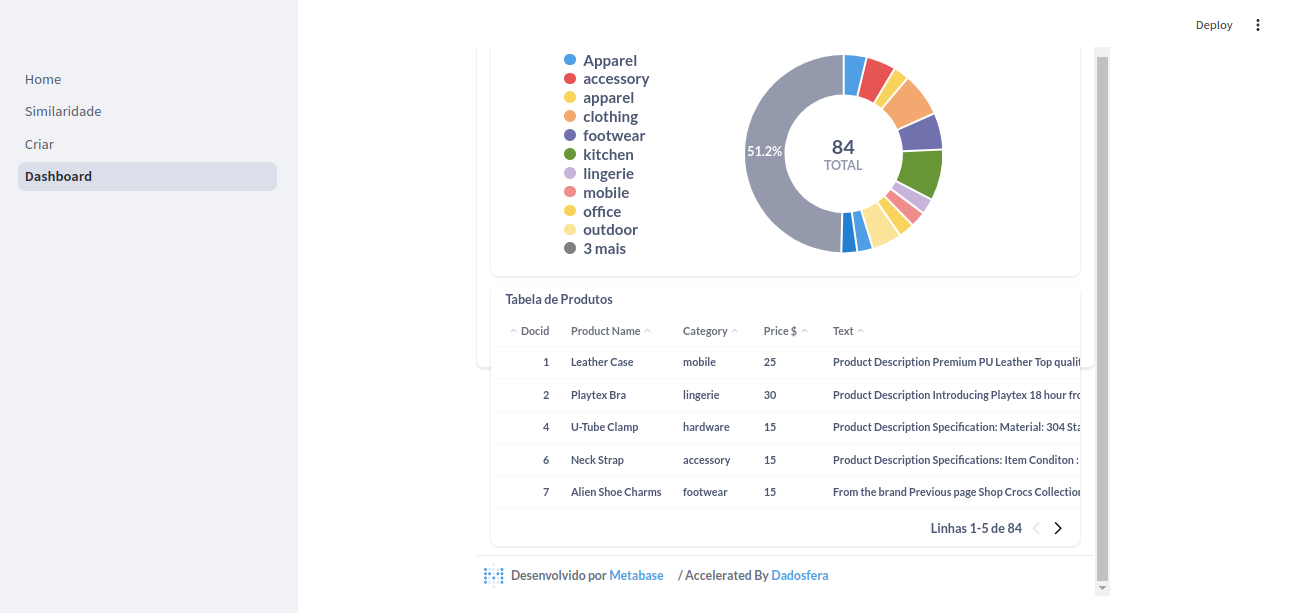 Deploy
Home
Similaridade
Criar
Dashboard
Apparel
accessory
apparel
clothing
footwear
kitchen
lingerie
mobile
office
outdoor
3 mais
51.2%
84
TOTAL
Tabela de Produtos
Docid Product Name Category Price $ Text
1 Leather Case mobile 25 Product Description Premium PU Leather Top
2 Playtex Bra lingerie 30 Product Description Introducing Playtex 18 hour
4 U-Tube Clamp hardware 15 Product Description Specification: Material: 304
6 Neck Strap accessory 15 Product Description Specifications: Item Conditon :
7 Alien Shoe Charms footwear 15 From the brand Previous page Shop Crocs
Linhas 1-5 de 84
Desenvolvido por Metabase / Accelerated By Dadosfera